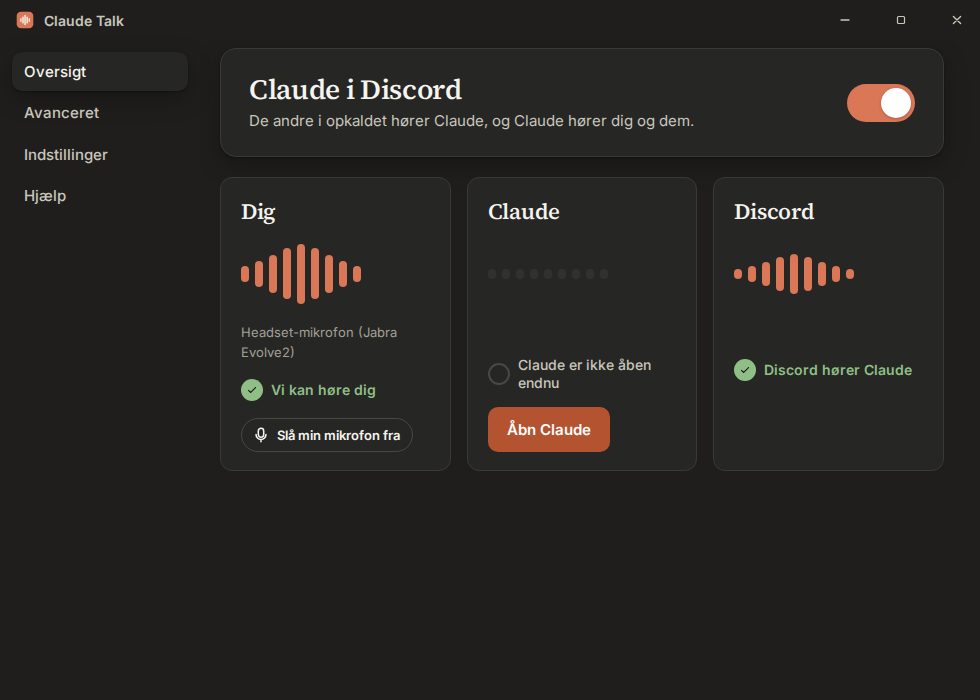 Claude Talk
Oversigt
Avanceret
Indstillinger
Hjælp
Claude i Discord
De andre i opkaldet hører Claude, og Claude hører dig og dem.
Dig
Headset-mikrofon (Jabra
Evolve2)
Vi kan høre dig
Slå min mikrofon fra
Claude
Claude er ikke åben
endnu
Åbn Claude
Discord
Discord hører Claude